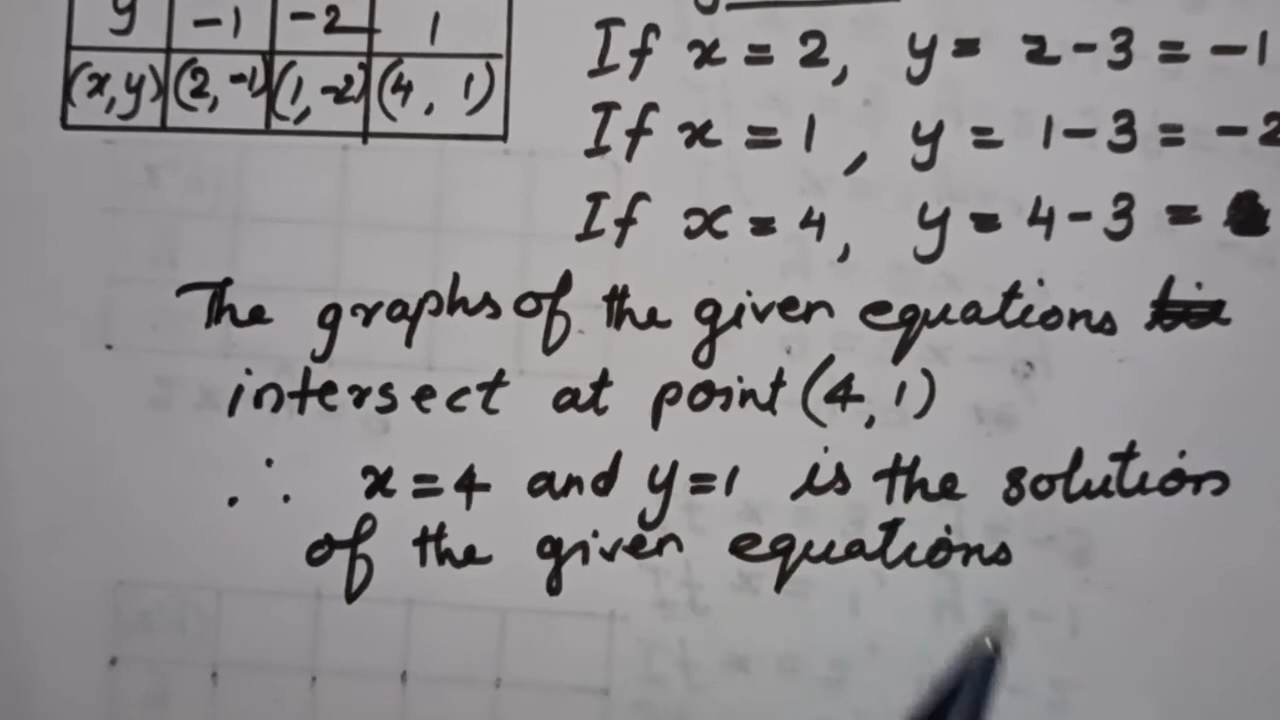 y -1 -2 1
(x,y) (2,-1) (1,-2) (4, 1)
If x = 2, y = 2-3 = -1
If x = 1, y = 1-3 = -2
If x = 4, y = 4-3 =
The graphs of the given equations
intersect at point (4,1)
∴ x=4 and y=1 is the solution
of the given equations